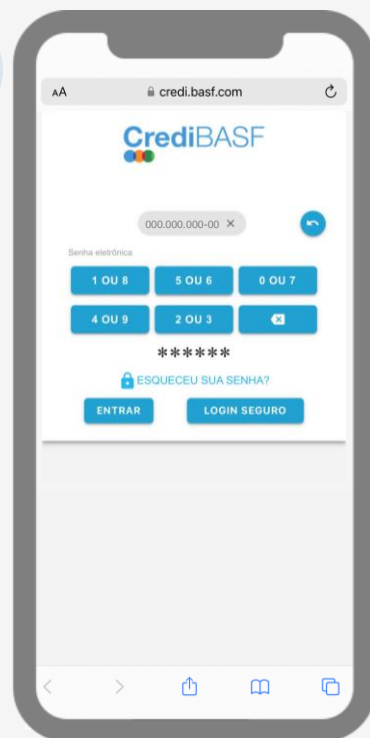 AA credi.basf.com
CrediBASF
000.000.000-00 ×
Senha eletrônica
1 OU 8 5 OU 6 0 OU 7
4 OU 9 2 OU 3
******
ESQUECEU SUA SENHA?
ENTRAR LOGIN SEGURO